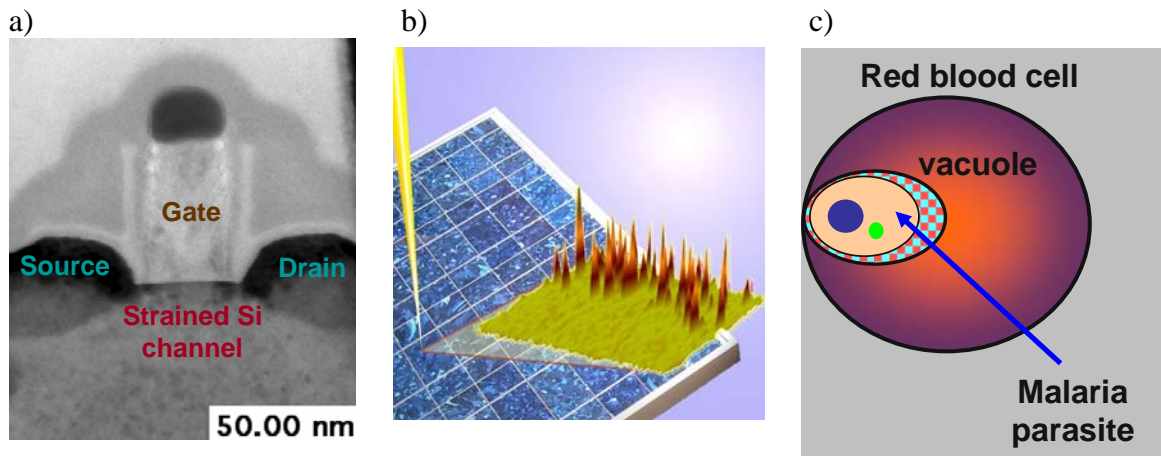 a)
b)
c)
Gate
Source
Drain
Strained Si
channel
50.00 nm
Red blood cell
vacuole
Malaria
parasite